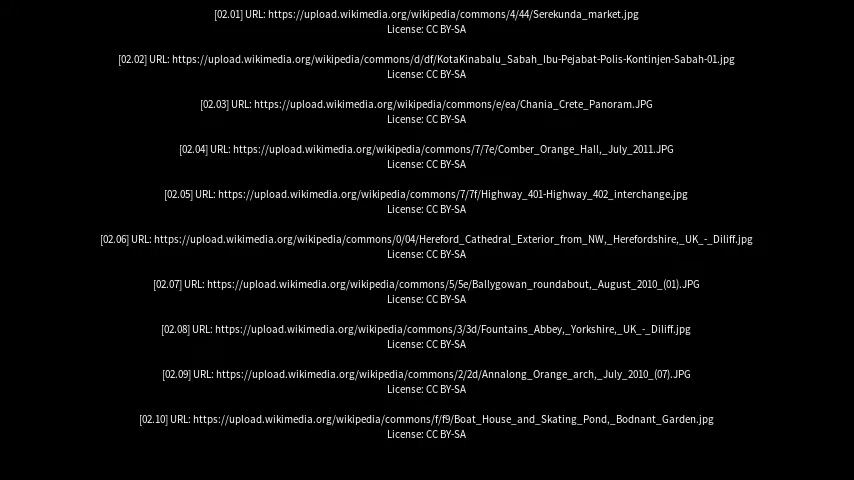 [02.01] URL: https://upload.wikimedia.org/wikipedia/commons/4/44/Serekunda_market.jpg
License: CC BY-SA
[02.02] URL: https://upload.wikimedia.org/wikipedia/commons/d/df/KotaKinabalu_Sabah_Ibu-Pejabat-Polis-Kontinjen-Sabah-01.jpg
License: CC BY-SA
[02.03] URL: https://upload.wikimedia.org/wikipedia/commons/e/ea/Chania_Crete_Panoram.JPG
License: CC BY-SA
[02.04] URL: https://upload.wikimedia.org/wikipedia/commons/7/7e/Comber_Orange_Hall,_July_2011.JPG
License: CC BY-SA
[02.05] URL: https://upload.wikimedia.org/wikipedia/commons/7/7f/Highway_401-Highway_402_interchange.jpg
License: CC BY-SA
[02.06] URL: https://upload.wikimedia.org/wikipedia/commons/0/04/Hereford_Cathedral_Exterior_from_NW,_Herefordshire,_UK_-_Diliff.jpg
License: CC BY-SA
[02.07] URL: https://upload.wikimedia.org/wikipedia/commons/5/5e/Ballygowan_roundabout,_August_2010_(01).JPG
License: CC BY-SA
[02.08] URL: https://upload.wikimedia.org/wikipedia/commons/3/3d/Fountains_Abbey,_Yorkshire,_UK_-_Diliff.jpg
License: CC BY-SA
[02.09] URL: https://upload.wikimedia.org/wikipedia/commons/2/2d/Annalong_Orange_arch,_July_2010_(07).JPG
License: CC BY-SA
[02.10] URL: https://upload.wikimedia.org/wikipedia/commons/f/f9/Boat_House_and_Skating_Pond,_Bodnant_Garden.jpg
License: CC BY-SA